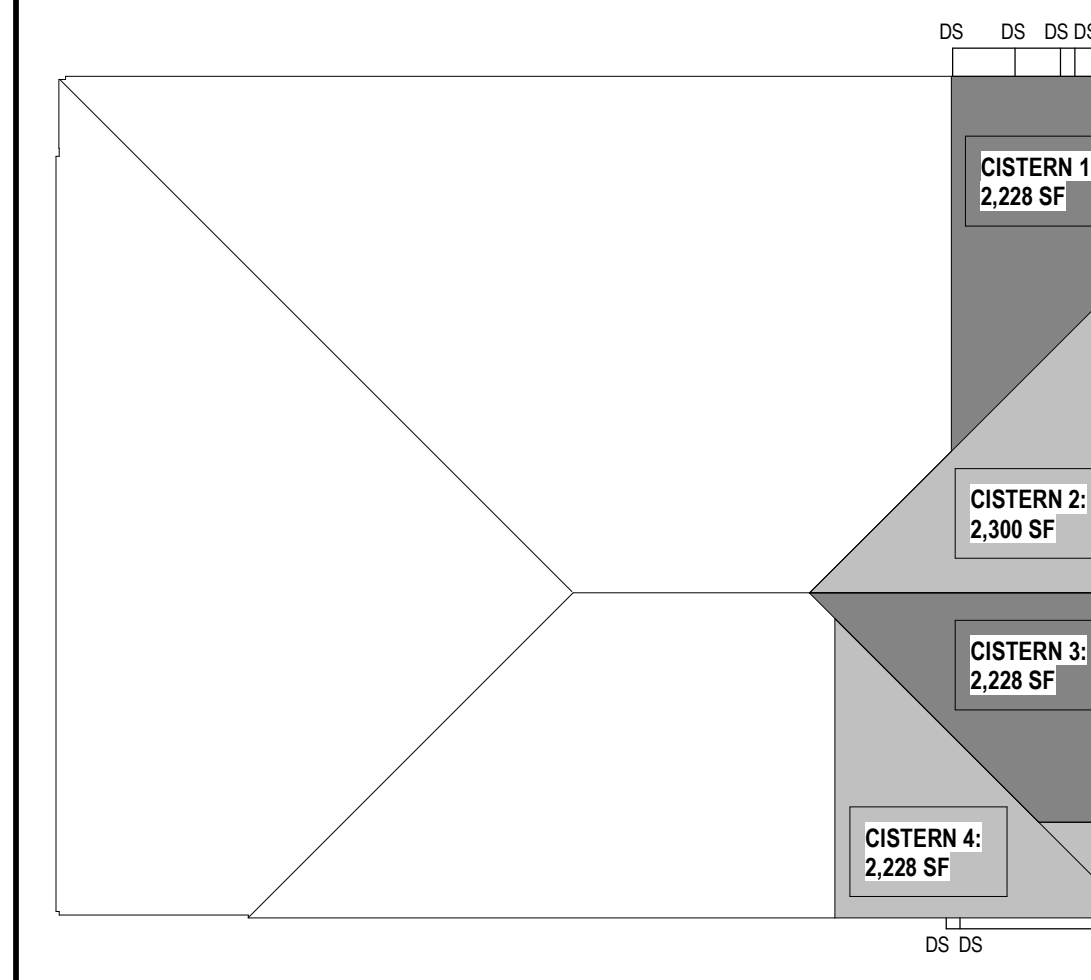 DS DS DS DS
CISTERN 1
2,228 SF
CISTERN 2:
2,300 SF
CISTERN 3:
2,228 SF
CISTERN 4:
2,228 SF
DS DS